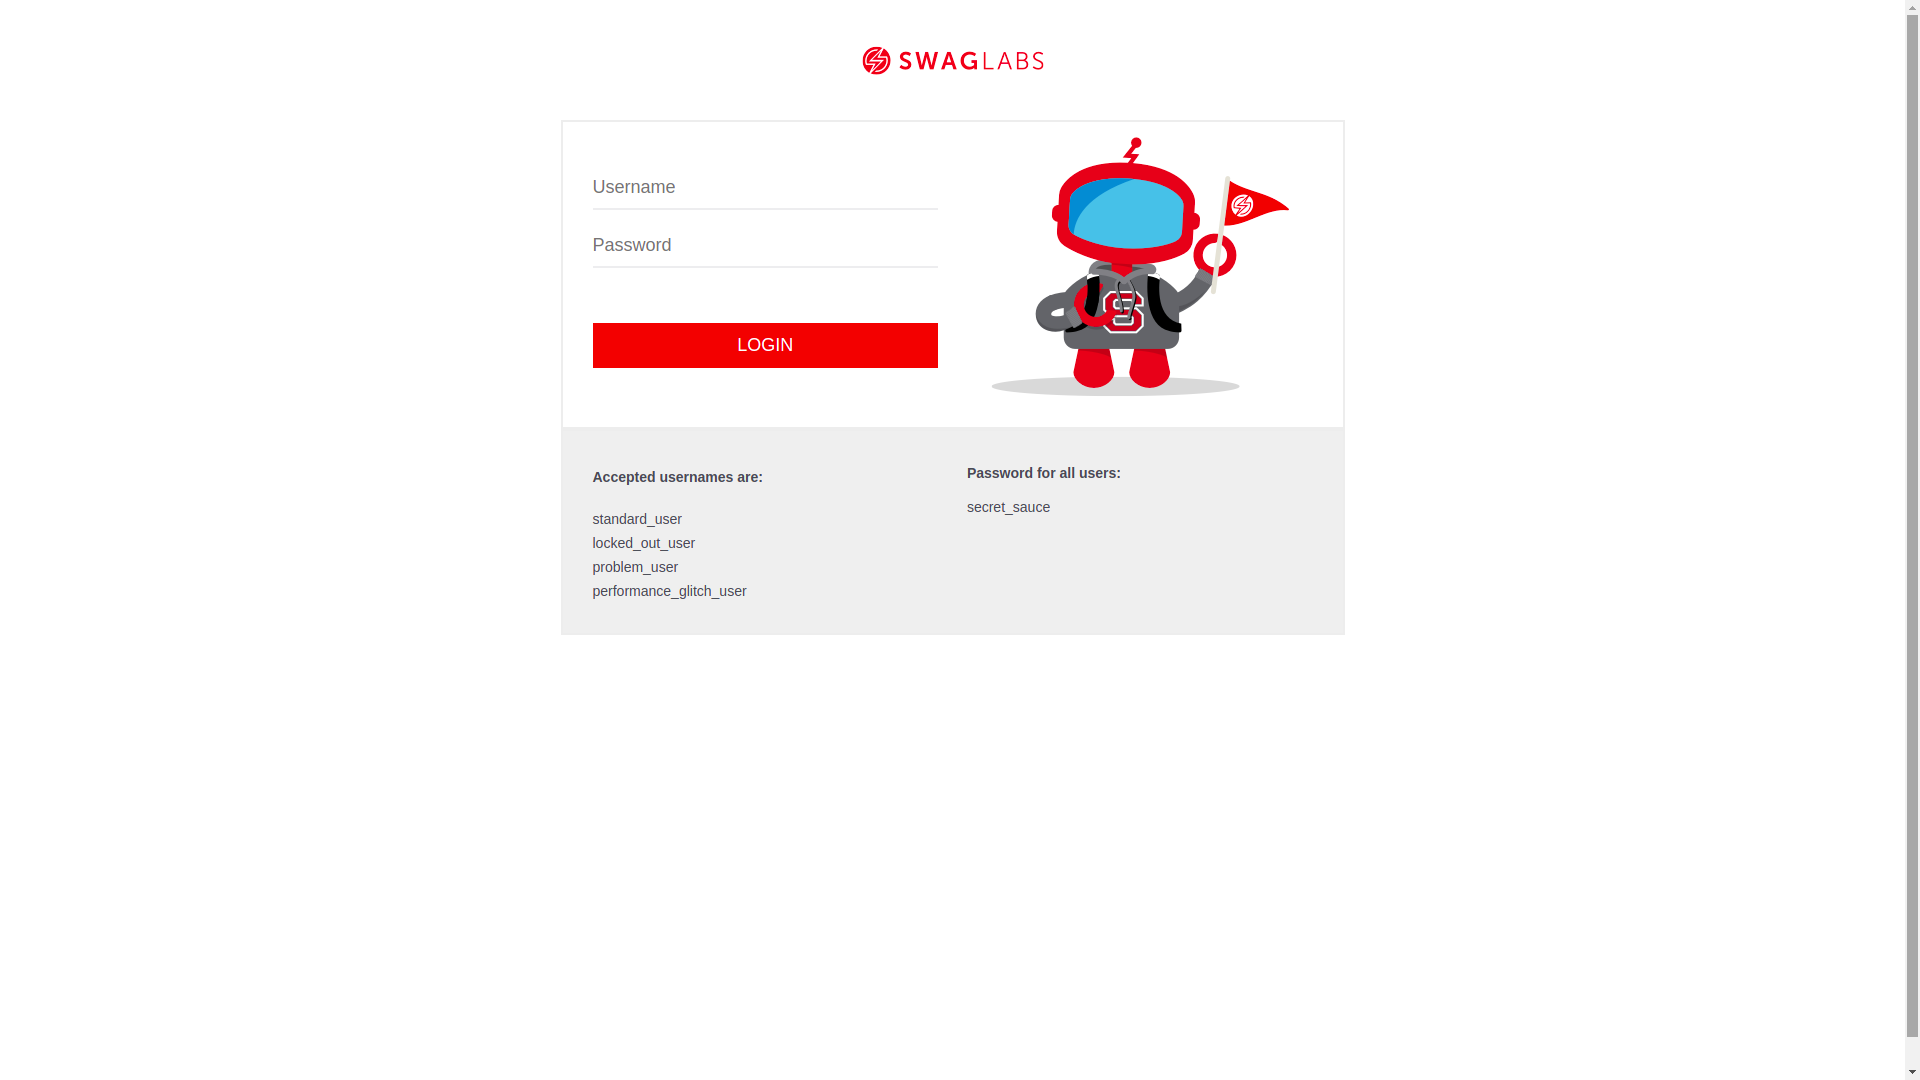 SWAGLABS
Username
Password
LOGIN
Accepted usernames are:
standard_user
locked_out_user
problem_user
performance_glitch_user
Password for all users:
secret_sauce